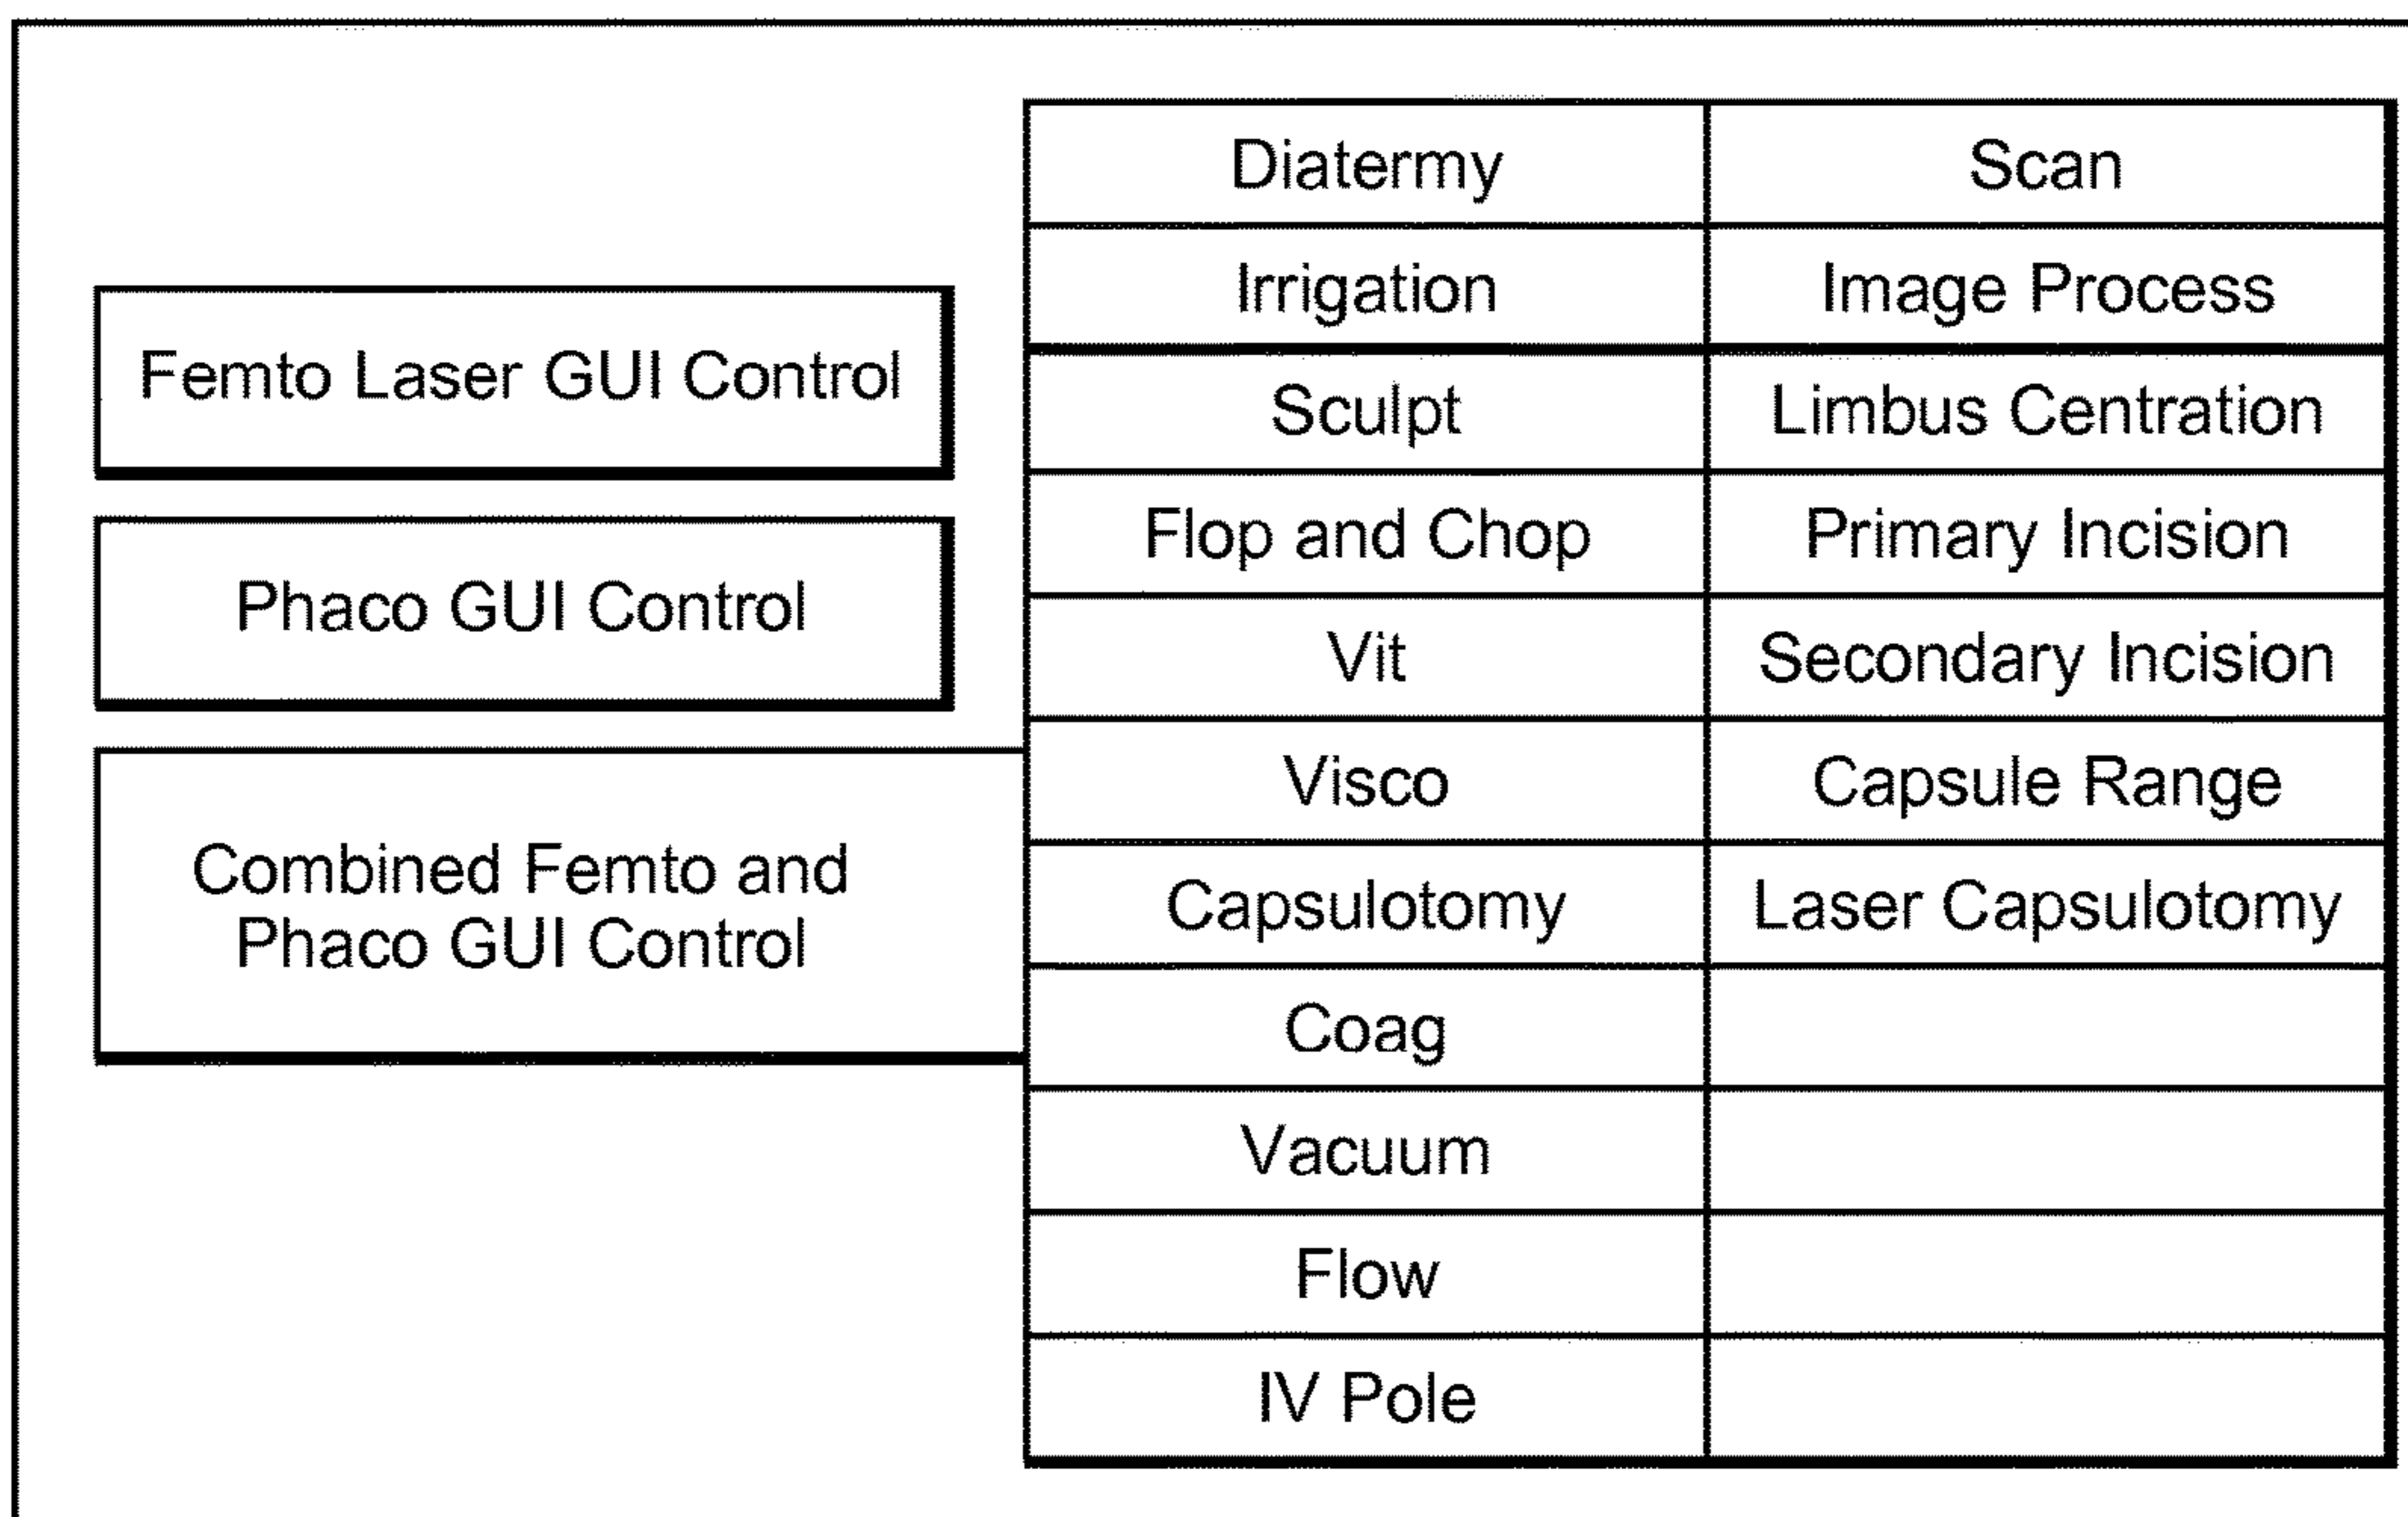 Femto Laser GUI Control
Phaco GUI Control
Combined Femto and
Phaco GUI Control
Diatermy Scan
Irrigation Image Process
Sculpt Limbus Centration
Flop and Chop Primary Incision
Vit Secondary Incision
Visco Capsule Range
Capsulotomy Laser Capsulotomy
Coag
Vacuum
Flow
IV Pole